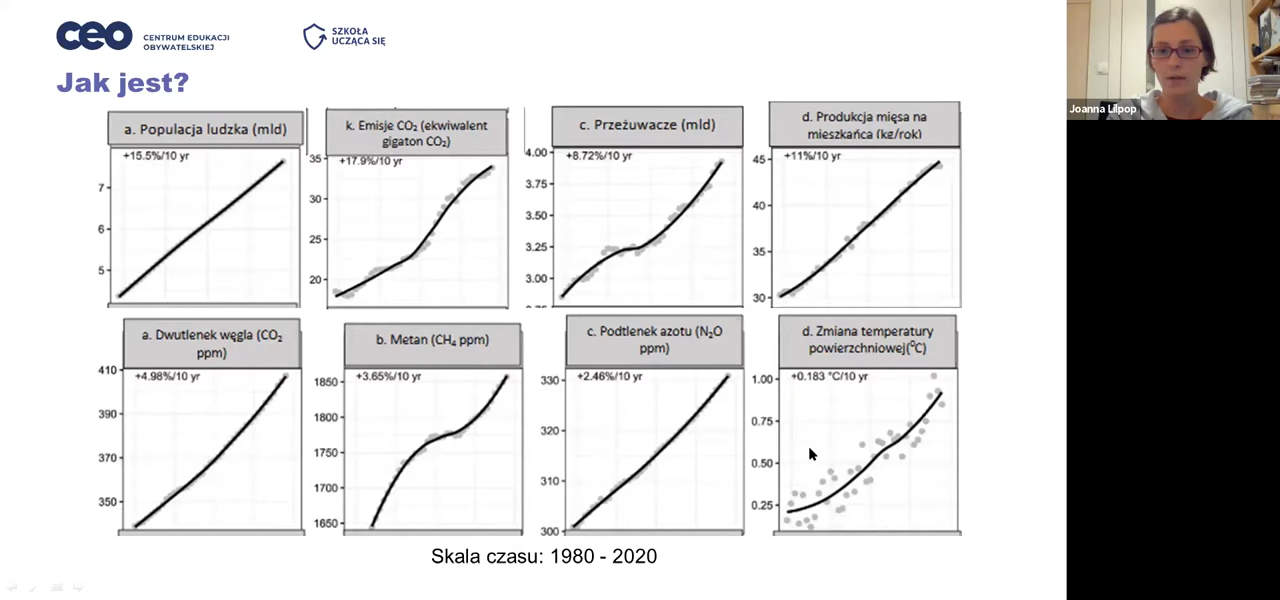 ceo
CENTRUM EDUKACJI
OBYWATELSKIEJ
SZKOŁA
UCZĄCA SIĘ
Jak jest?
a. Populacja ludzka (mld)
+15.5%/10 yr
7
6
5
k. Emisje CO₂ (ekwiwalent
gigaton CO₂)
+17.9%/10 yr
35
30
25
20
c. Przeżuwacze (mld)
+8.72%/10 yr
4.00
3.75
3.50
3.25
3.00
d. Produkcja mięsa na
mieszkańca (kg/rok)
+11%/10 yr
45
40
35
30
a. Dwutlenek węgla (CO₂
ppm)
+4.98%/10 yr
410
390
370
350
b. Metan (CH₄ ppm)
+3.65%/10 yr
1850
1800
1750
1700
1650
c. Podtlenek azotu (N₂O
ppm)
+2.46%/10 yr
330
320
310
300
d. Zmiana temperatury
powierzchniowej(⁰C)
+0.183 °C/10 yr
1.00
0.75
0.50
0.25
Skala czasu: 1980 - 2020
Joanna Lilpop